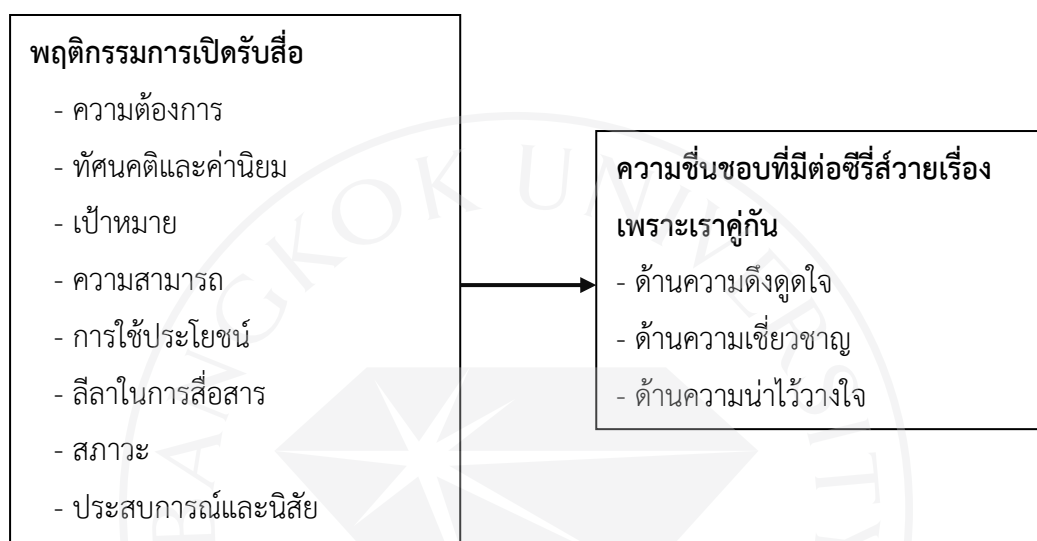 พฤติกรรมการเปิดรับสื่อ
- ความต้องการ
- ทัศนคติและค่านิยม
- เป้าหมาย
- ความสามารถ
- การใช้ประโยชน์
- ลีลาในการสื่อสาร
- สภาวะ
- ประสบการณ์และนิสัย
ความชื่นชอบที่มีต่อซีรี่ส์วายเรื่อง
เพราะเราคู่กัน
- ด้านความดึงดูดใจ
- ด้านความเชี่ยวชาญ
- ด้านความน่าไว้วางใจ
BANGKOK UNIVERSITY